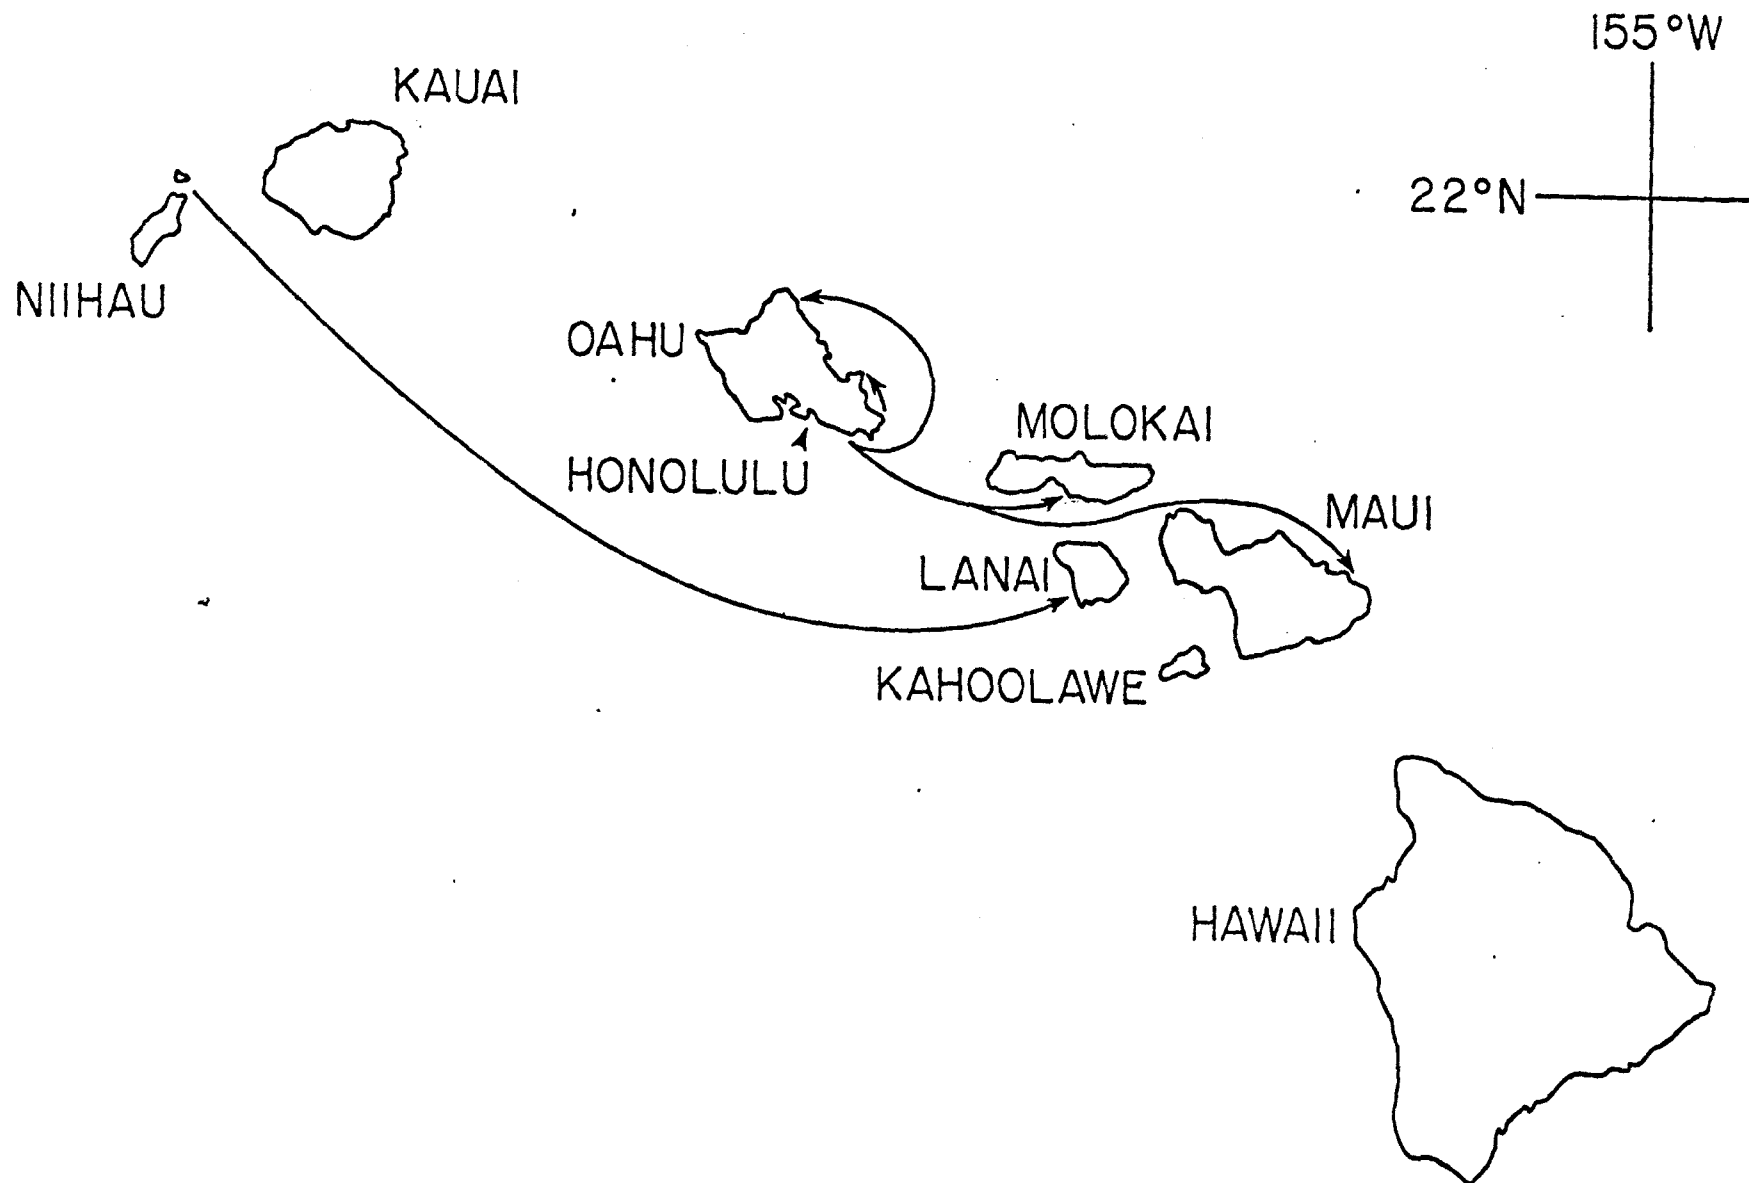 155°W
KAUAI
22°N
NIIHAU
OAHU
MOLOKAI
HONOLULU
MAUI
LANAI
KAHOOLAWE
HAWAII